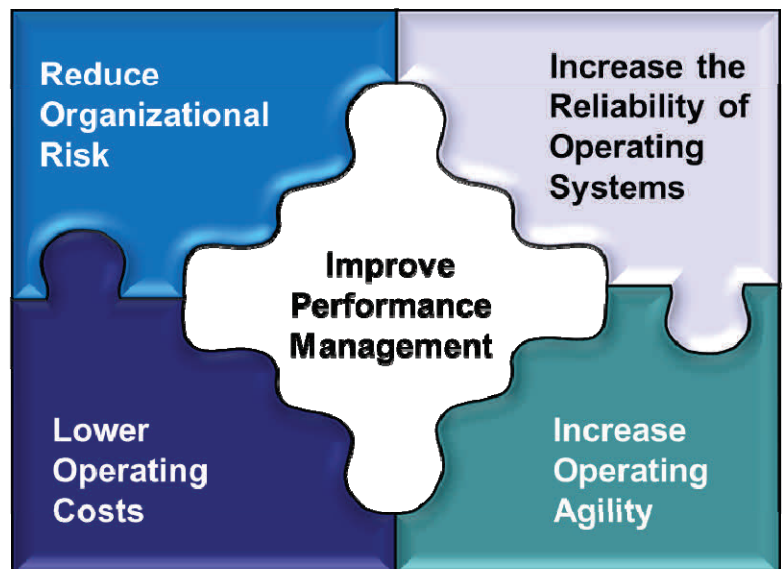 Reduce
Organizational
Risk
Increase the
Reliability of
Operating
Systems
Improve
Performance
Management
Lower
Operating
Costs
Increase
Operating
Agility